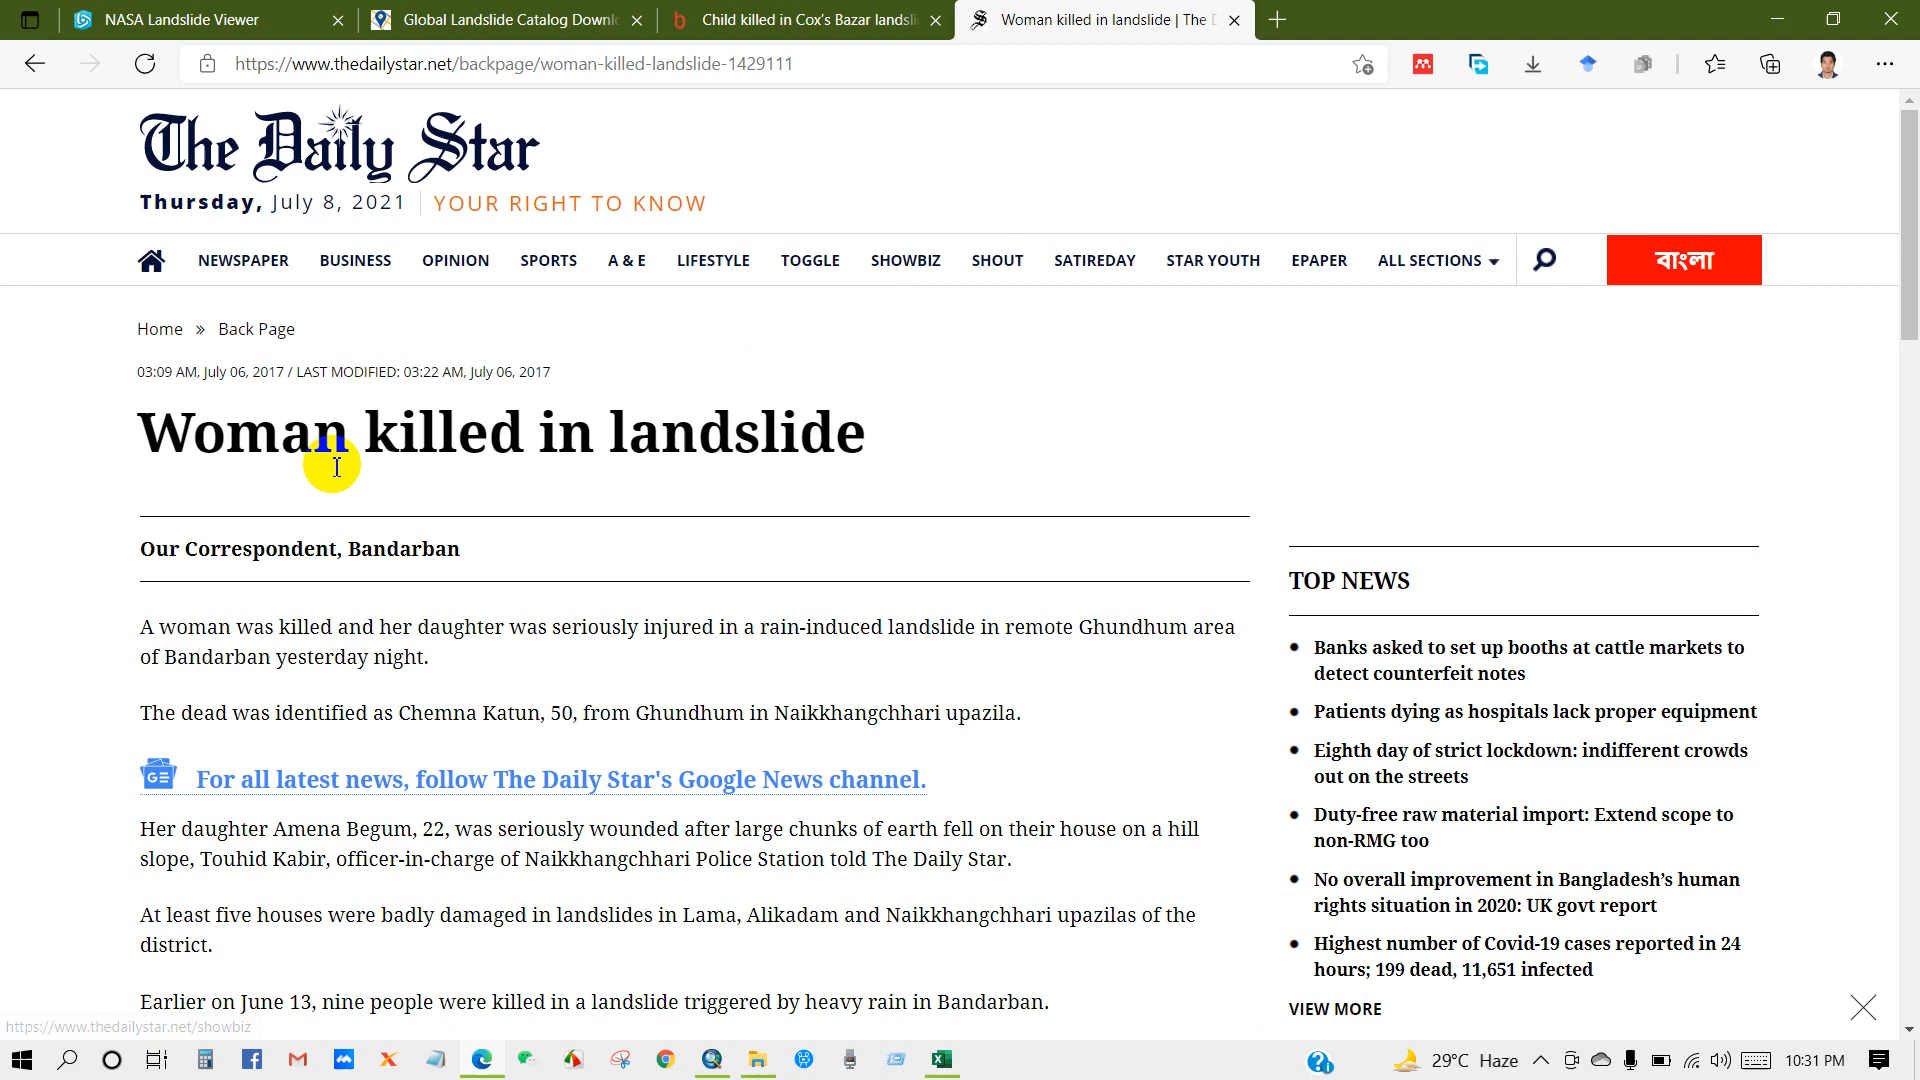 NASA Landslide Viewer
Global Landslide Catalog Downl
Child killed in Cox's Bazar landsli
Woman killed in landslide | The D
https://www.thedailystar.net/backpage/woman-killed-landslide-1429111
The Daily Star
Thursday, July 8, 2021 YOUR RIGHT TO KNOW
NEWSPAPER BUSINESS OPINION SPORTS A & E LIFESTYLE TOGGLE SHOWBIZ SHOUT SATIREDAY STAR YOUTH EPAPER ALL SECTIONS বাংলা
Home » Back Page
03:09 AM, July 06, 2017 / LAST MODIFIED: 03:22 AM, July 06, 2017
Woman killed in landslide
Our Correspondent, Bandarban
A woman was killed and her daughter was seriously injured in a rain-induced landslide in remote Ghundhum area
of Bandarban yesterday night.
The dead was identified as Chemna Katun, 50, from Ghundhum in Naikkhangchhari upazila.
GE For all latest news, follow The Daily Star's Google News channel.
Her daughter Amena Begum, 22, was seriously wounded after large chunks of earth fell on their house on a hill
slope, Touhid Kabir, officer-in-charge of Naikkhangchhari Police Station told The Daily Star.
At least five houses were badly damaged in landslides in Lama, Alikadam and Naikkhangchhari upazilas of the
district.
Earlier on June 13, nine people were killed in a landslide triggered by heavy rain in Bandarban.
TOP NEWS
Banks asked to set up booths at cattle markets to
detect counterfeit notes
Patients dying as hospitals lack proper equipment
Eighth day of strict lockdown: indifferent crowds
out on the streets
Duty-free raw material import: Extend scope to
non-RMG too
No overall improvement in Bangladesh's human
rights situation in 2020: UK govt report
Highest number of Covid-19 cases reported in 24
hours; 199 dead, 11,651 infected
VIEW MORE
https://www.thedailystar.net/showbiz
29°C Haze
10:31 PM